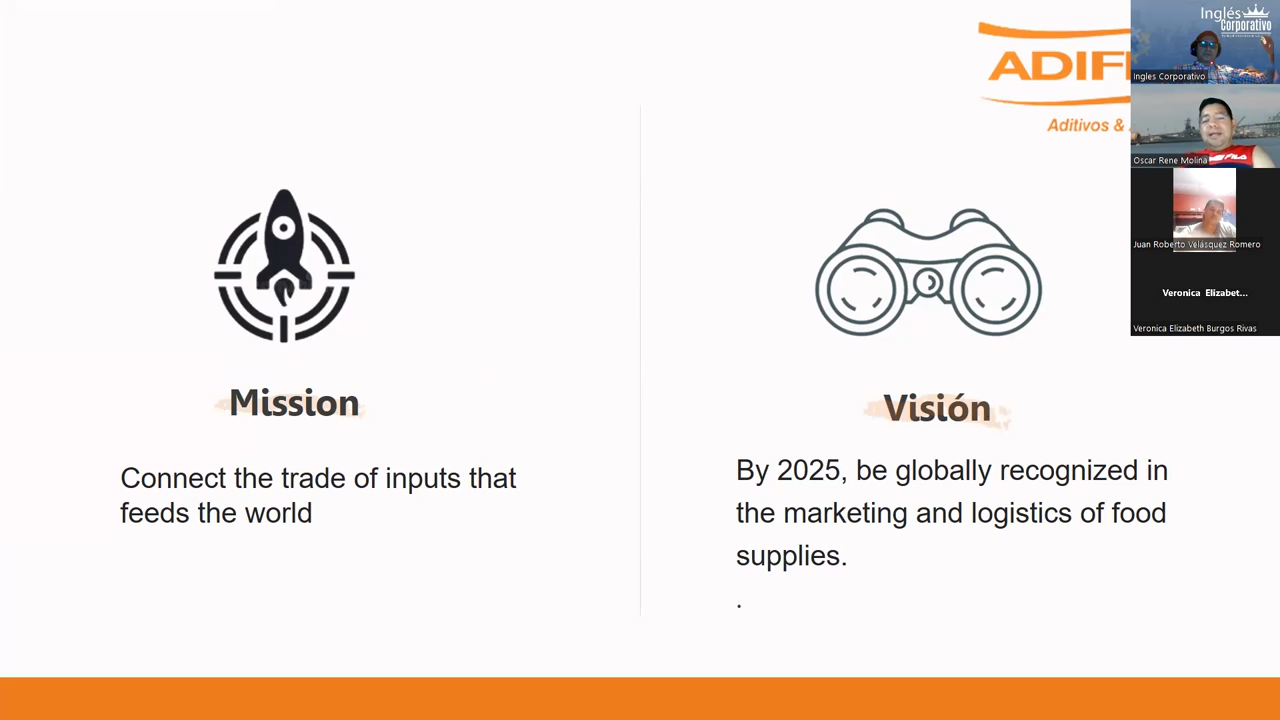 ADIF
Aditivos &
Inglés
Corporativo
Ingles Corporativo
Oscar Rene Molina
Juan Roberto Velásquez Romero
Veronica Elizabet...
Veronica Elizabeth Burgos Rivas
Mission
Connect the trade of inputs that
feeds the world
Visión
By 2025, be globally recognized in
the marketing and logistics of food
supplies.
.